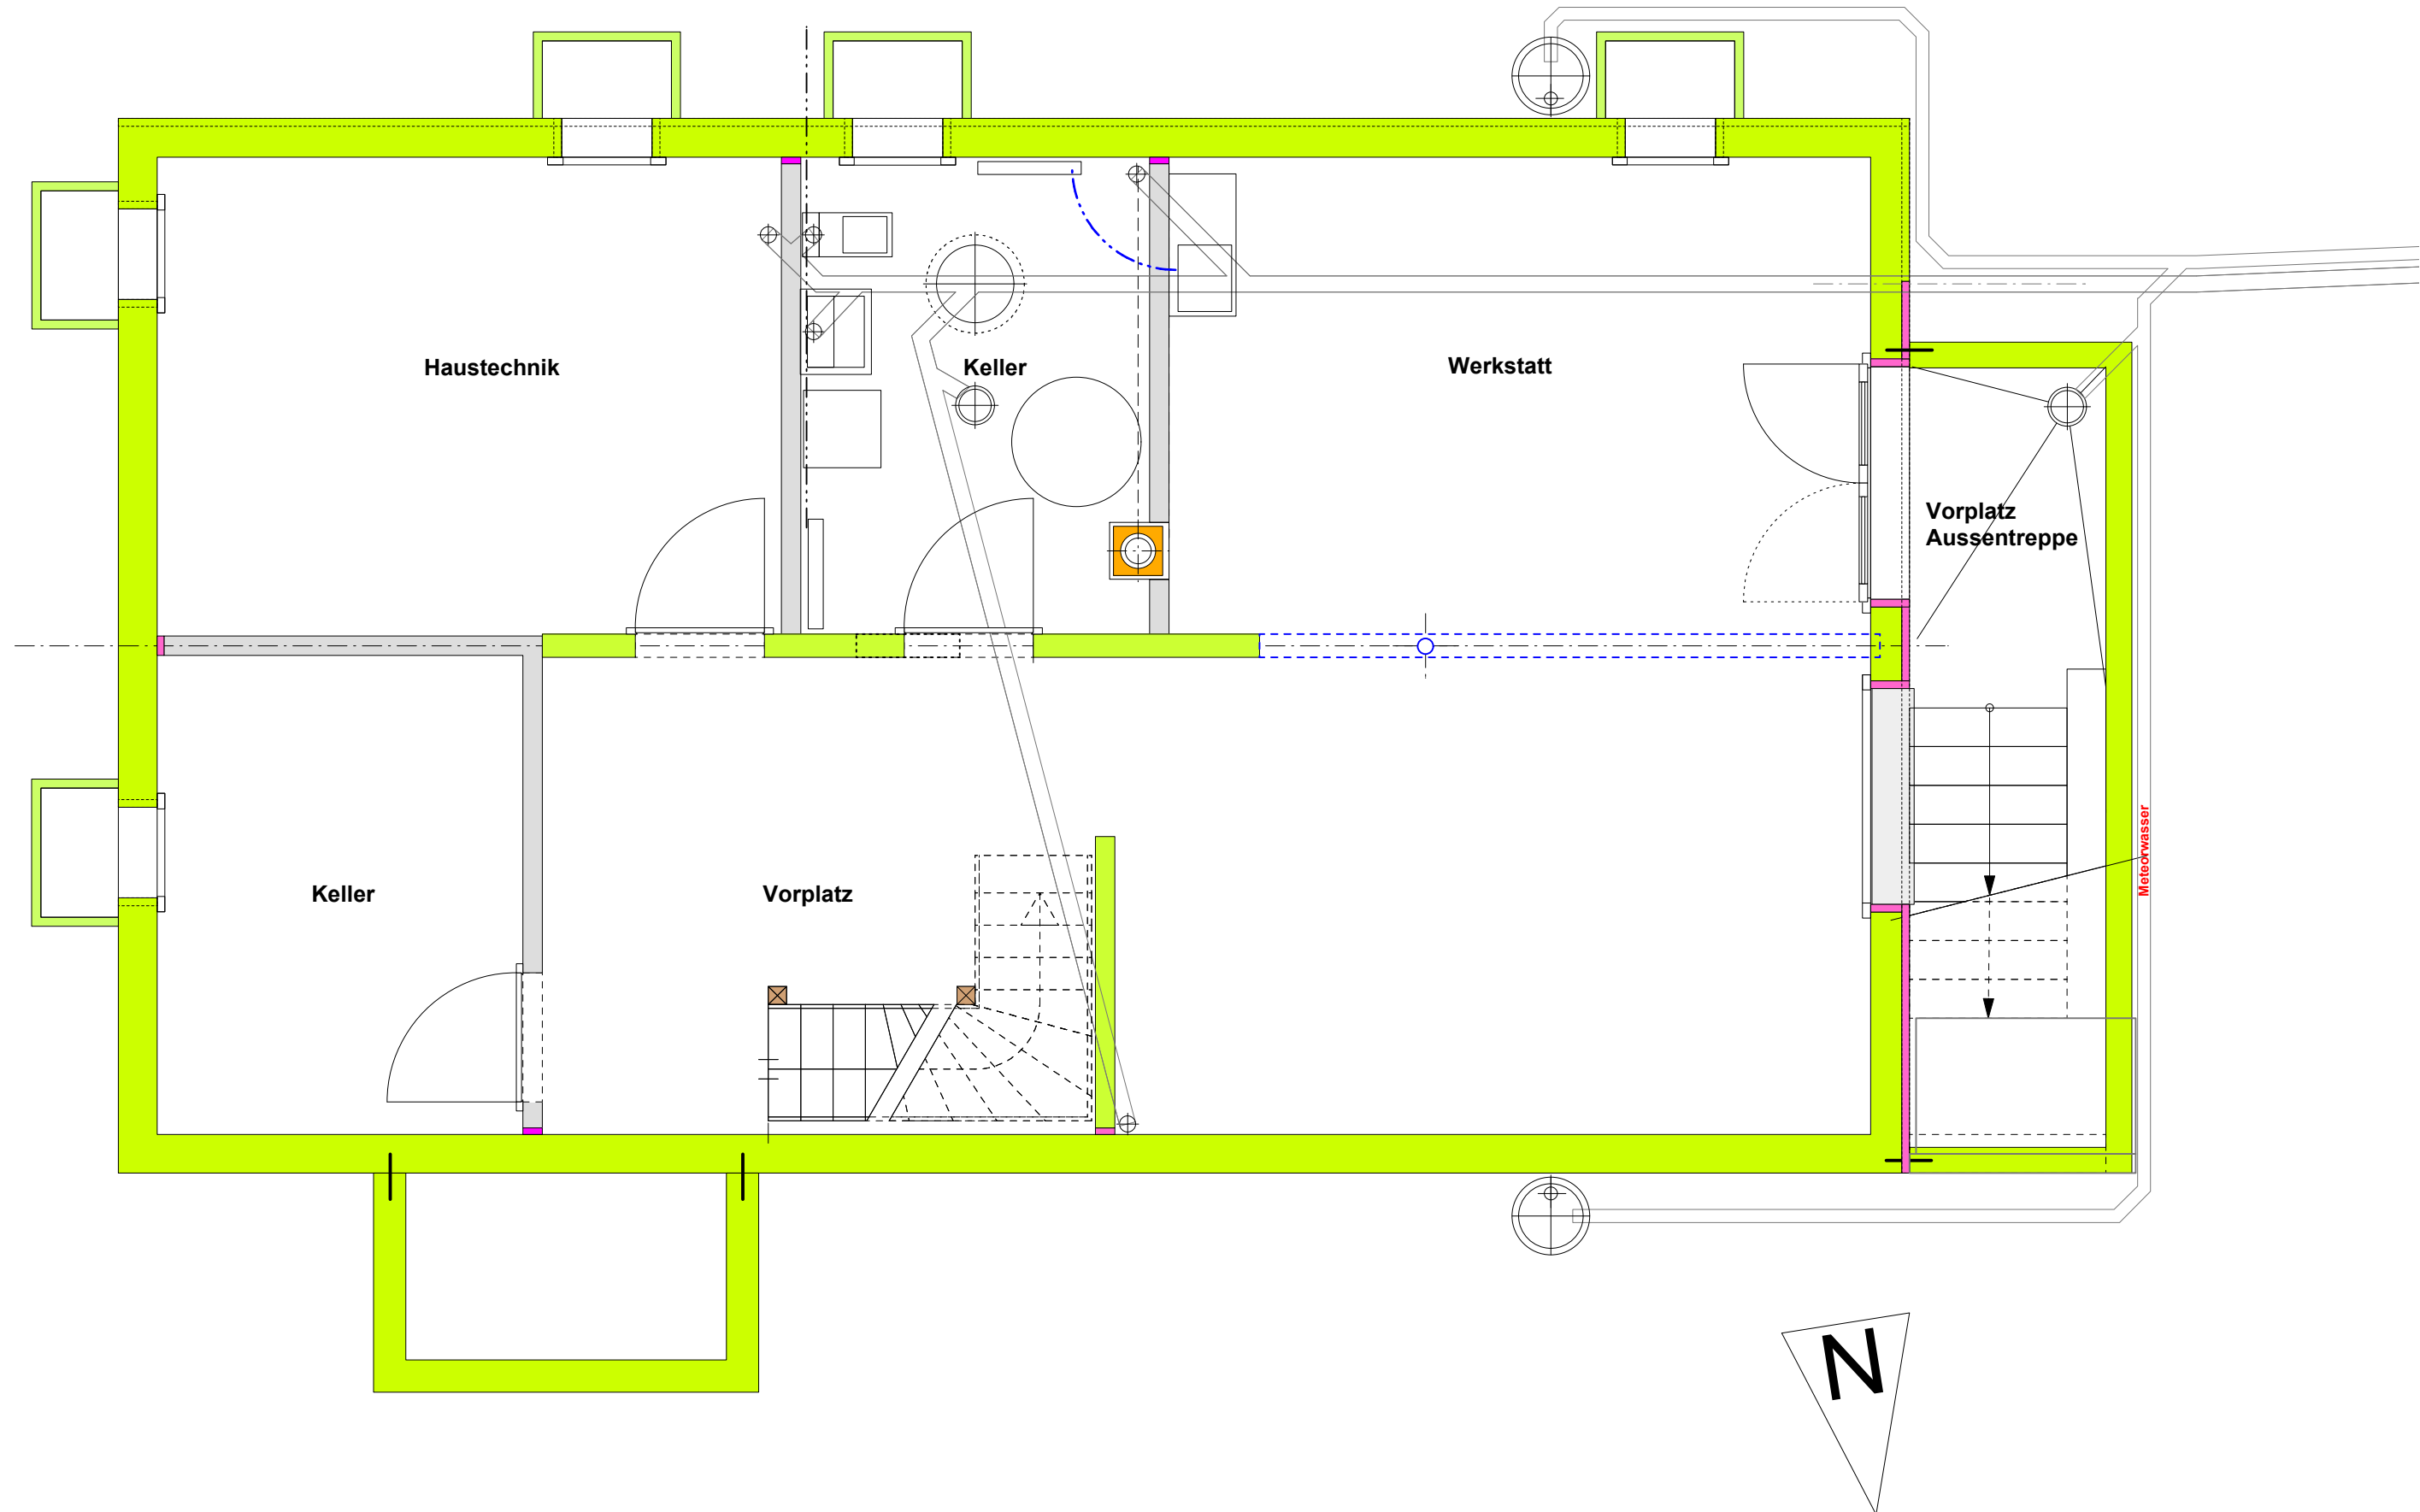 Haustechnik
Keller
Werkstatt
Vorplatz
Aussentreppe
Keller
Vorplatz
Meteorwasser
N